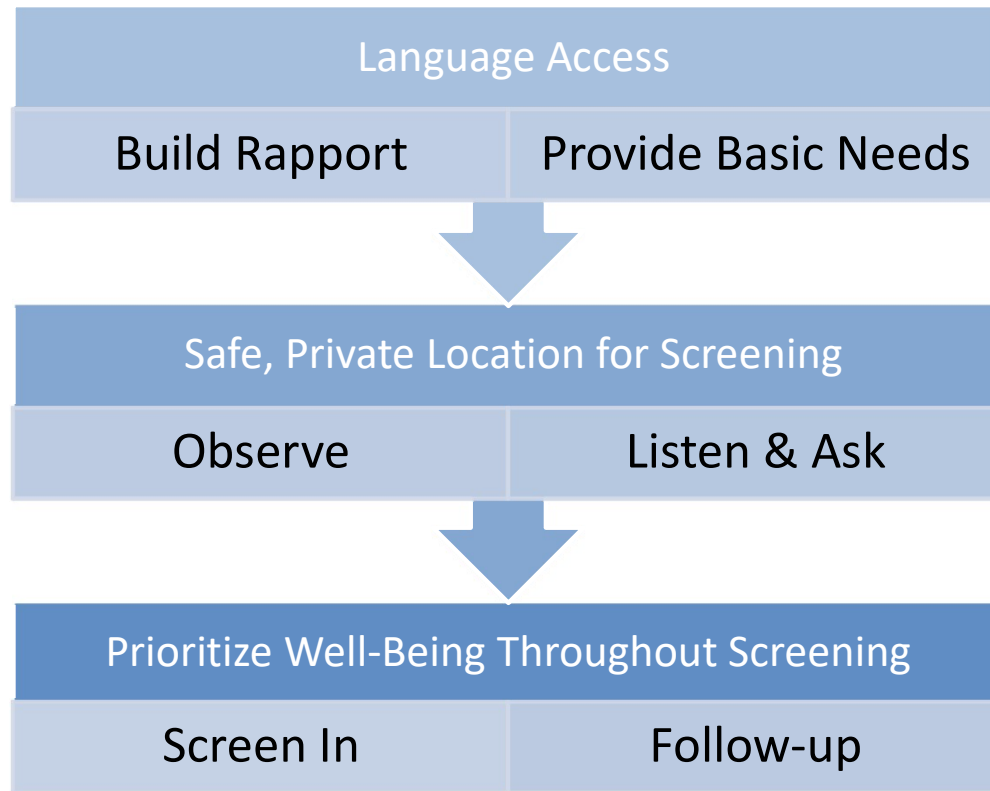 Language Access
Build Rapport
Provide Basic Needs
Safe, Private Location for Screening
Observe
Listen & Ask
Prioritize Well-Being Throughout Screening
Screen In
Follow-up